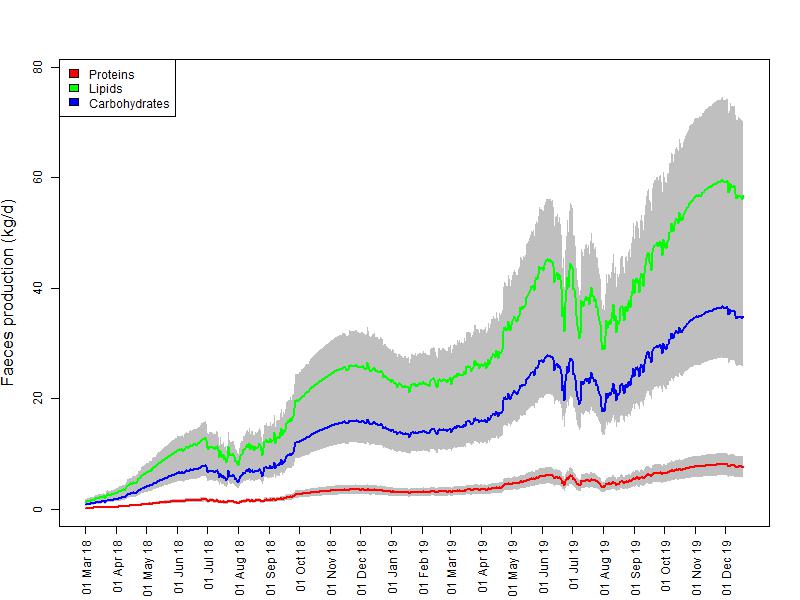 Proteins
Lipids
Carbohydrates
Faeces production (kg/d)
80
60
40
20
0
01 Mar 18
01 Apr 18
01 May 18
01 Jun 18
01 Jul 18
01 Aug 18
01 Sep 18
01 Oct 18
01 Nov 18
01 Dec 18
01 Jan 19
01 Feb 19
01 Mar 19
01 Apr 19
01 May 19
01 Jun 19
01 Jul 19
01 Aug 19
01 Sep 19
01 Oct 19
01 Nov 19
01 Dec 19